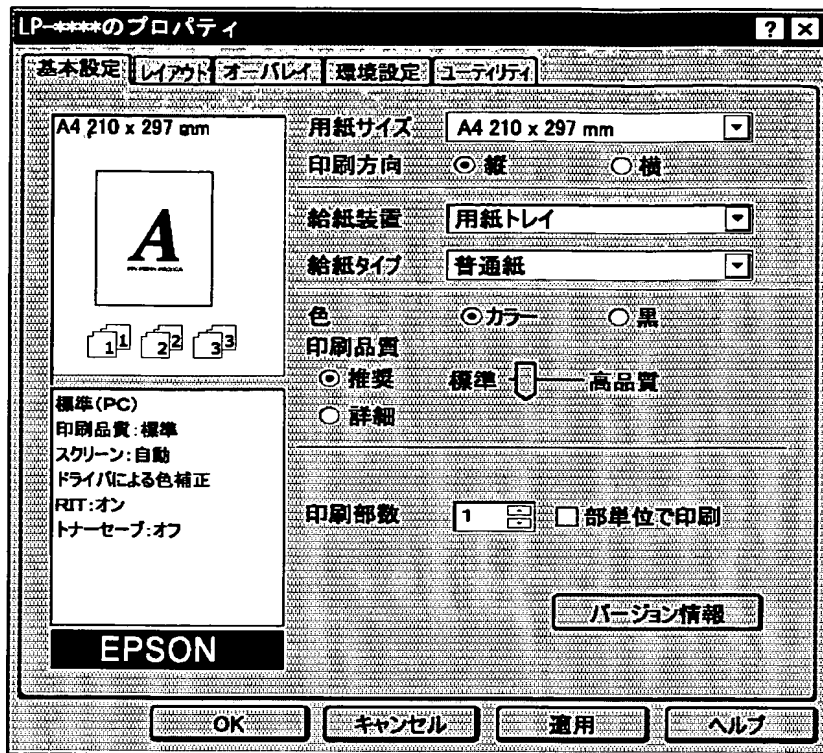 LP-****のプロパティ
? ×
基本設定 レイアウト オーバレイ 環境設定 ユーティリティ
A4 210 x 297 mm
A
1 1 2 2 3 3
標準(PC)
印刷品質:標準
スクリーン:自動
ドライバによる色補正
RIT:オン
トナーセーブ:オフ
EPSON
用紙サイズ A4 210 x 297 mm
印刷方向 縦 横
給紙装置 用紙トレイ
給紙タイプ 普通紙
色 カラー 黒
印刷品質
推奨 標準 高品質
詳細
印刷部数 1 部単位で印刷
バージョン情報
OK キャンセル 適用 ヘルプ